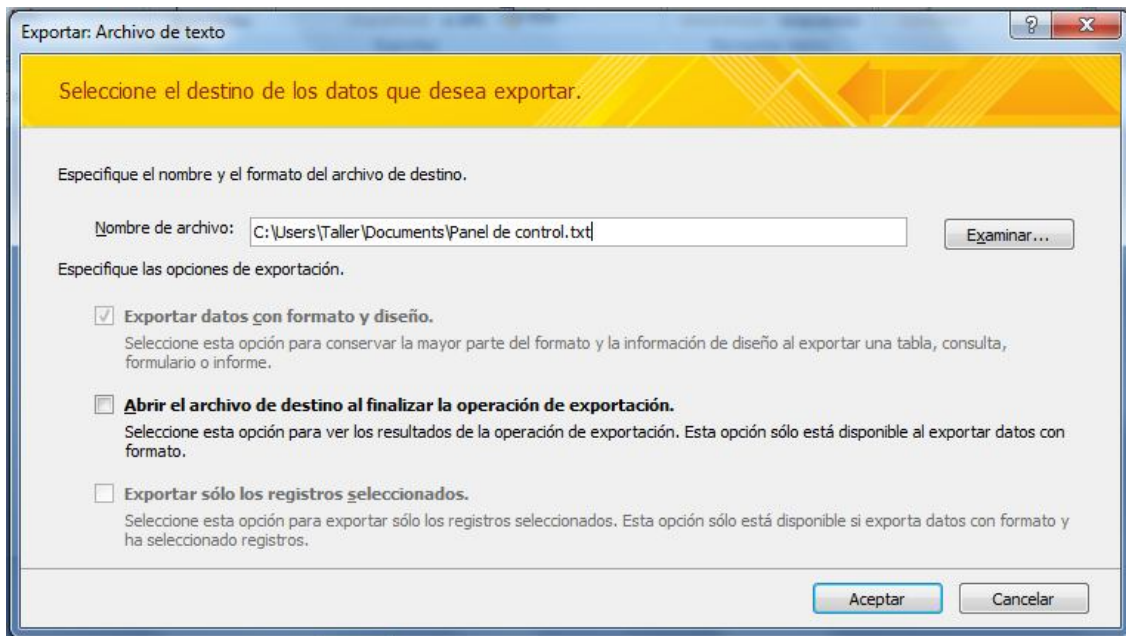 Exportar: Archivo de texto
Seleccione el destino de los datos que desea exportar.
Especifique el nombre y el formato del archivo de destino.
Nombre de archivo: C:\Users\Taller\Documents\Panel de control.txt Examinar...
Especifique las opciones de exportación.
Exportar datos con formato y diseño.
Seleccione esta opción para conservar la mayor parte del formato y la información de diseño al exportar una tabla, consulta,
formulario o informe.
Abrir el archivo de destino al finalizar la operación de exportación.
Seleccione esta opción para ver los resultados de la operación de exportación. Esta opción sólo está disponible al exportar datos con
formato.
Exportar sólo los registros seleccionados.
Seleccione esta opción para exportar sólo los registros seleccionados. Esta opción sólo está disponible si exporta datos con formato y
ha seleccionado registros.
Aceptar Cancelar